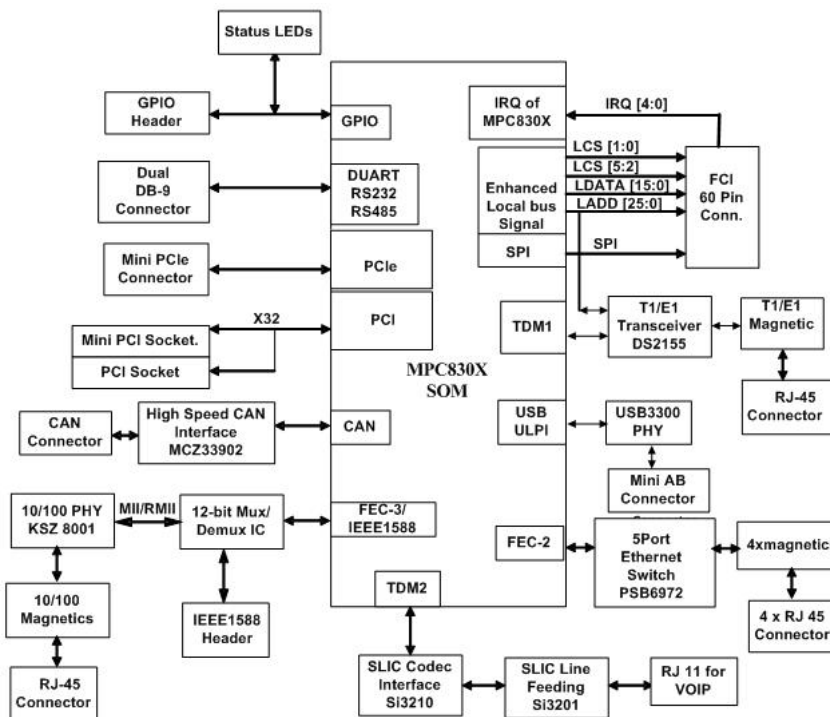 Status LEDs
GPIO
Header
GPIO
Dual
DB-9
Connector
DUART
RS232
RS485
Mini PCIe
Connector
PCIe
X32
Mini PCI Socket.
PCI Socket
PCI
CAN
Connector
High Speed CAN
Interface
MCZ33902
CAN
10/100 PHY
KSZ 8001
MII/RMII
12-bit Mux/
Demux IC
FEC-3/
IEEE1588
10/100
Magnetics
IEEE1588
Header
RJ-45
Connector
MPC830X
SOM
IRQ of
MPC830X
IRQ [4:0]
Enhanced
Local bus
Signal
LCS [1:0]
LCS [5:2]
LDATA [15:0]
LADD [25:0]
FCI
60 Pin
Conn.
SPI
SPI
TDM1
T1/E1
Transceiver
DS2155
T1/E1
Magnetic
RJ-45
Connector
USB
ULPI
USB3300
PHY
Mini AB
Connector
FEC-2
5Port
Ethernet
Switch
PSB6972
4xmagnetics
4 x RJ 45
Connector
TDM2
SLIC Codec
Interface
Si3210
SLIC Line
Feeding
Si3201
RJ 11 for
VOIP